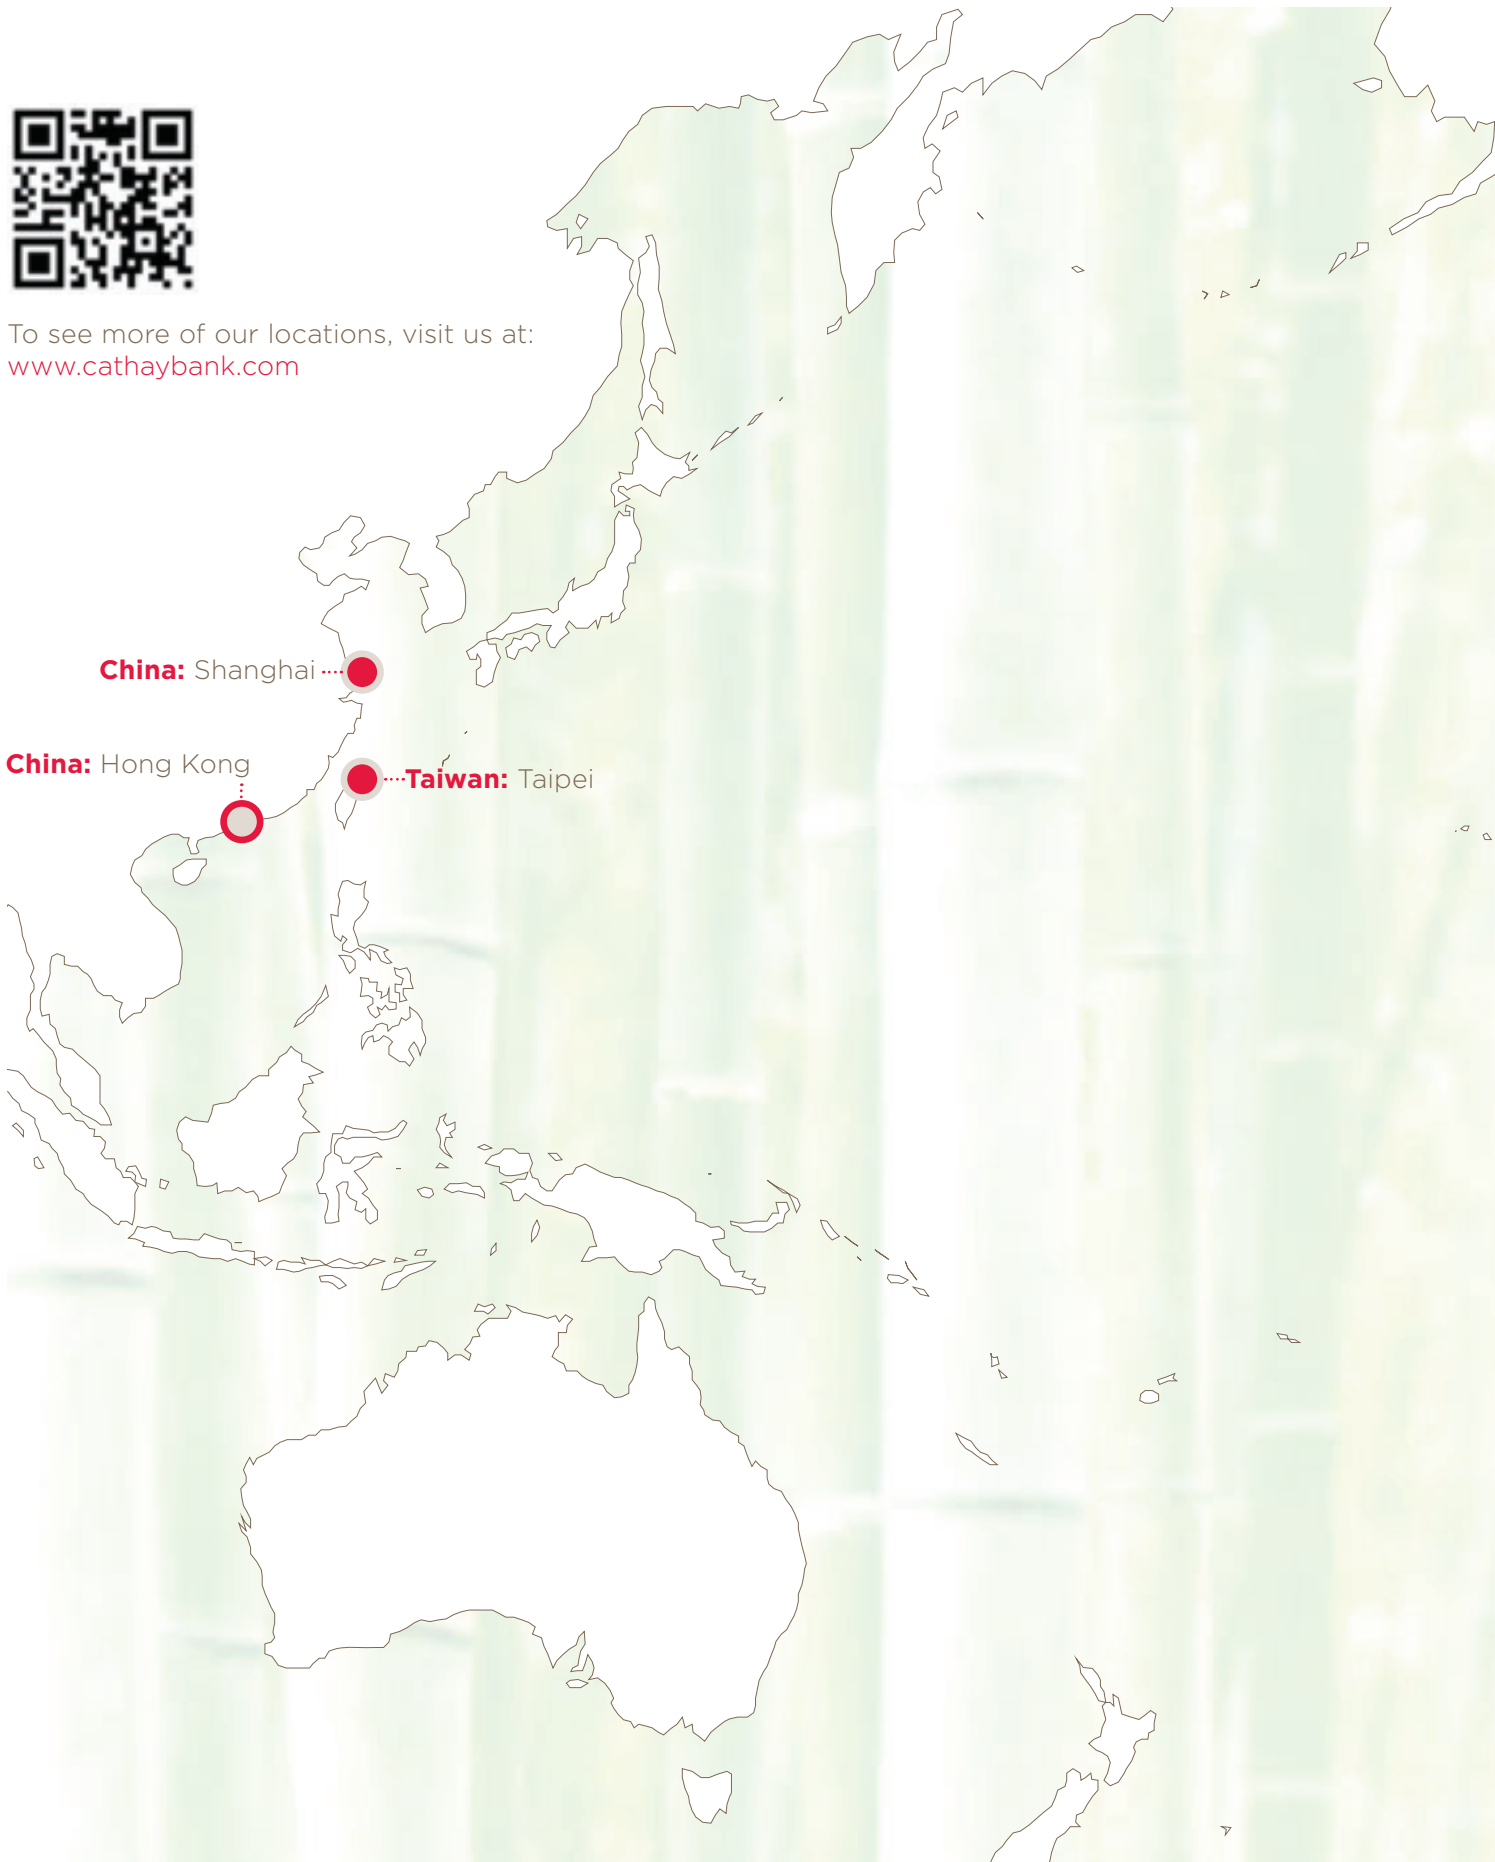 To see more of our locations, visit us at:
www.cathaybank.com
China: Shanghai
China: Hong Kong
Taiwan: Taipei